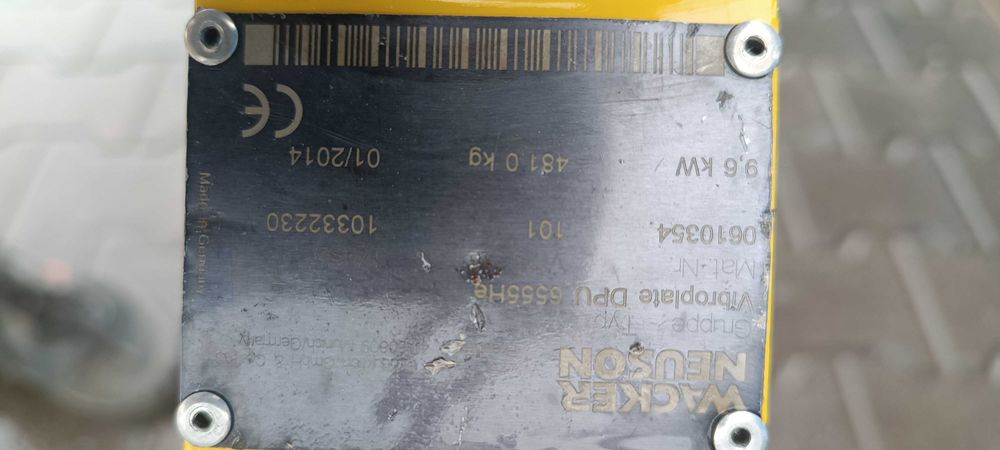 WACKER
NEUSON
Gruppe / Typ
Vibroplate DPU 6555He
Mat.-Nr.
0610354 101 10332230
9,6 kW 481.0 kg 01/2014
CE
Made in Germany